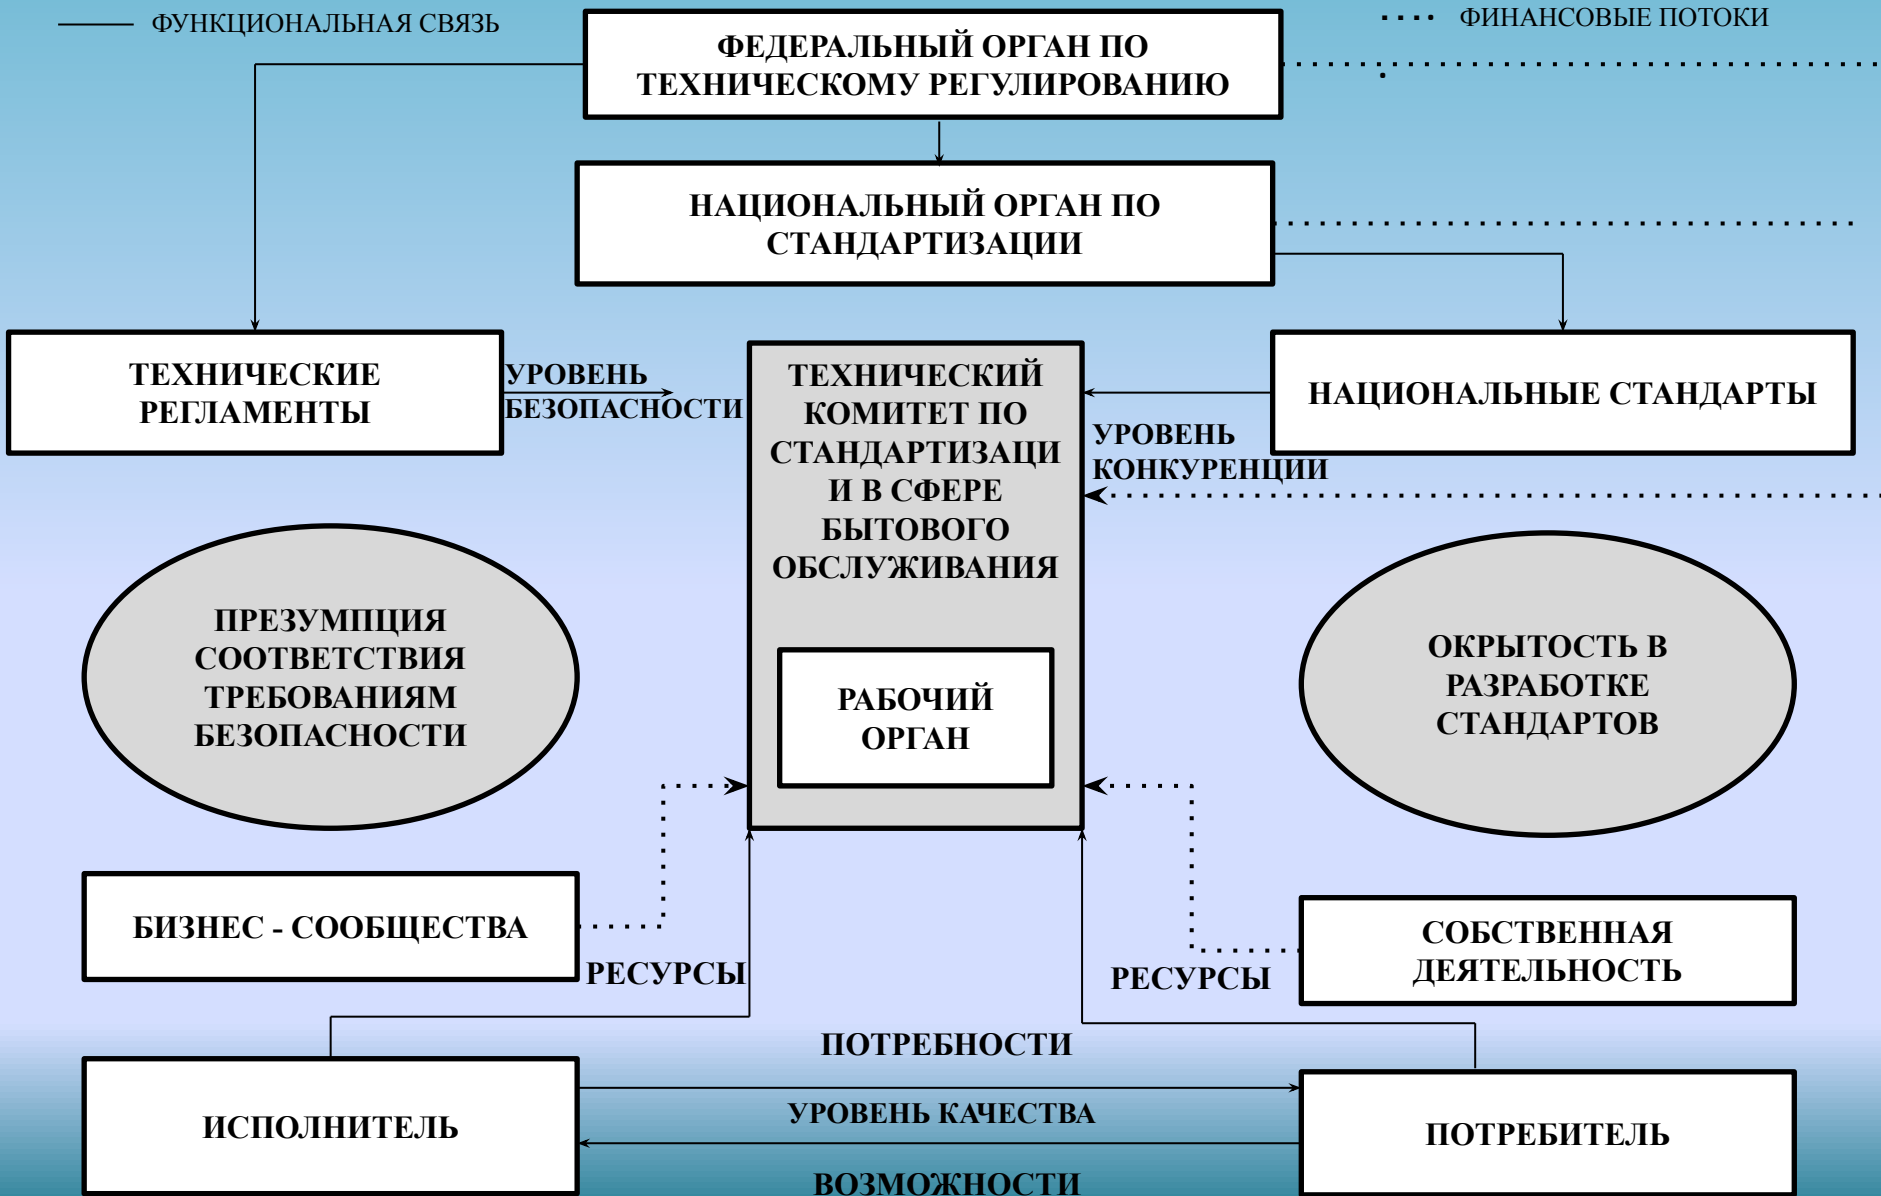 ФУНКЦИОНАЛЬНАЯ СВЯЗЬ
ФИНАНСОВЫЕ ПОТОКИ
ФЕДЕРАЛЬНЫЙ ОРГАН ПО
ТЕХНИЧЕСКОМУ РЕГУЛИРОВАНИЮ
НАЦИОНАЛЬНЫЙ ОРГАН ПО
СТАНДАРТИЗАЦИИ
ТЕХНИЧЕСКИЕ
РЕГЛАМЕНТЫ
УРОВЕНЬ
БЕЗОПАСНОСТИ
ТЕХНИЧЕСКИЙ
КОМИТЕТ ПО
СТАНДАРТИЗАЦИ
И В СФЕРЕ
БЫТОВОГО
ОБСЛУЖИВАНИЯ
НАЦИОНАЛЬНЫЕ СТАНДАРТЫ
УРОВЕНЬ
КОНКУРЕНЦИИ
ПРЕЗУМПЦИЯ
СООТВЕТСТВИЯ
ТРЕБОВАНИЯМ
БЕЗОПАСНОСТИ
РАБОЧИЙ
ОРГАН
ОКРЫТОСТЬ В
РАЗРАБОТКЕ
СТАНДАРТОВ
БИЗНЕС - СООБЩЕСТВА
РЕСУРСЫ
РЕСУРСЫ
СОБСТВЕННАЯ
ДЕЯТЕЛЬНОСТЬ
ПОТРЕБНОСТИ
ИСПОЛНИТЕЛЬ
УРОВЕНЬ КАЧЕСТВА
ПОТРЕБИТЕЛЬ
ВОЗМОЖНОСТИ